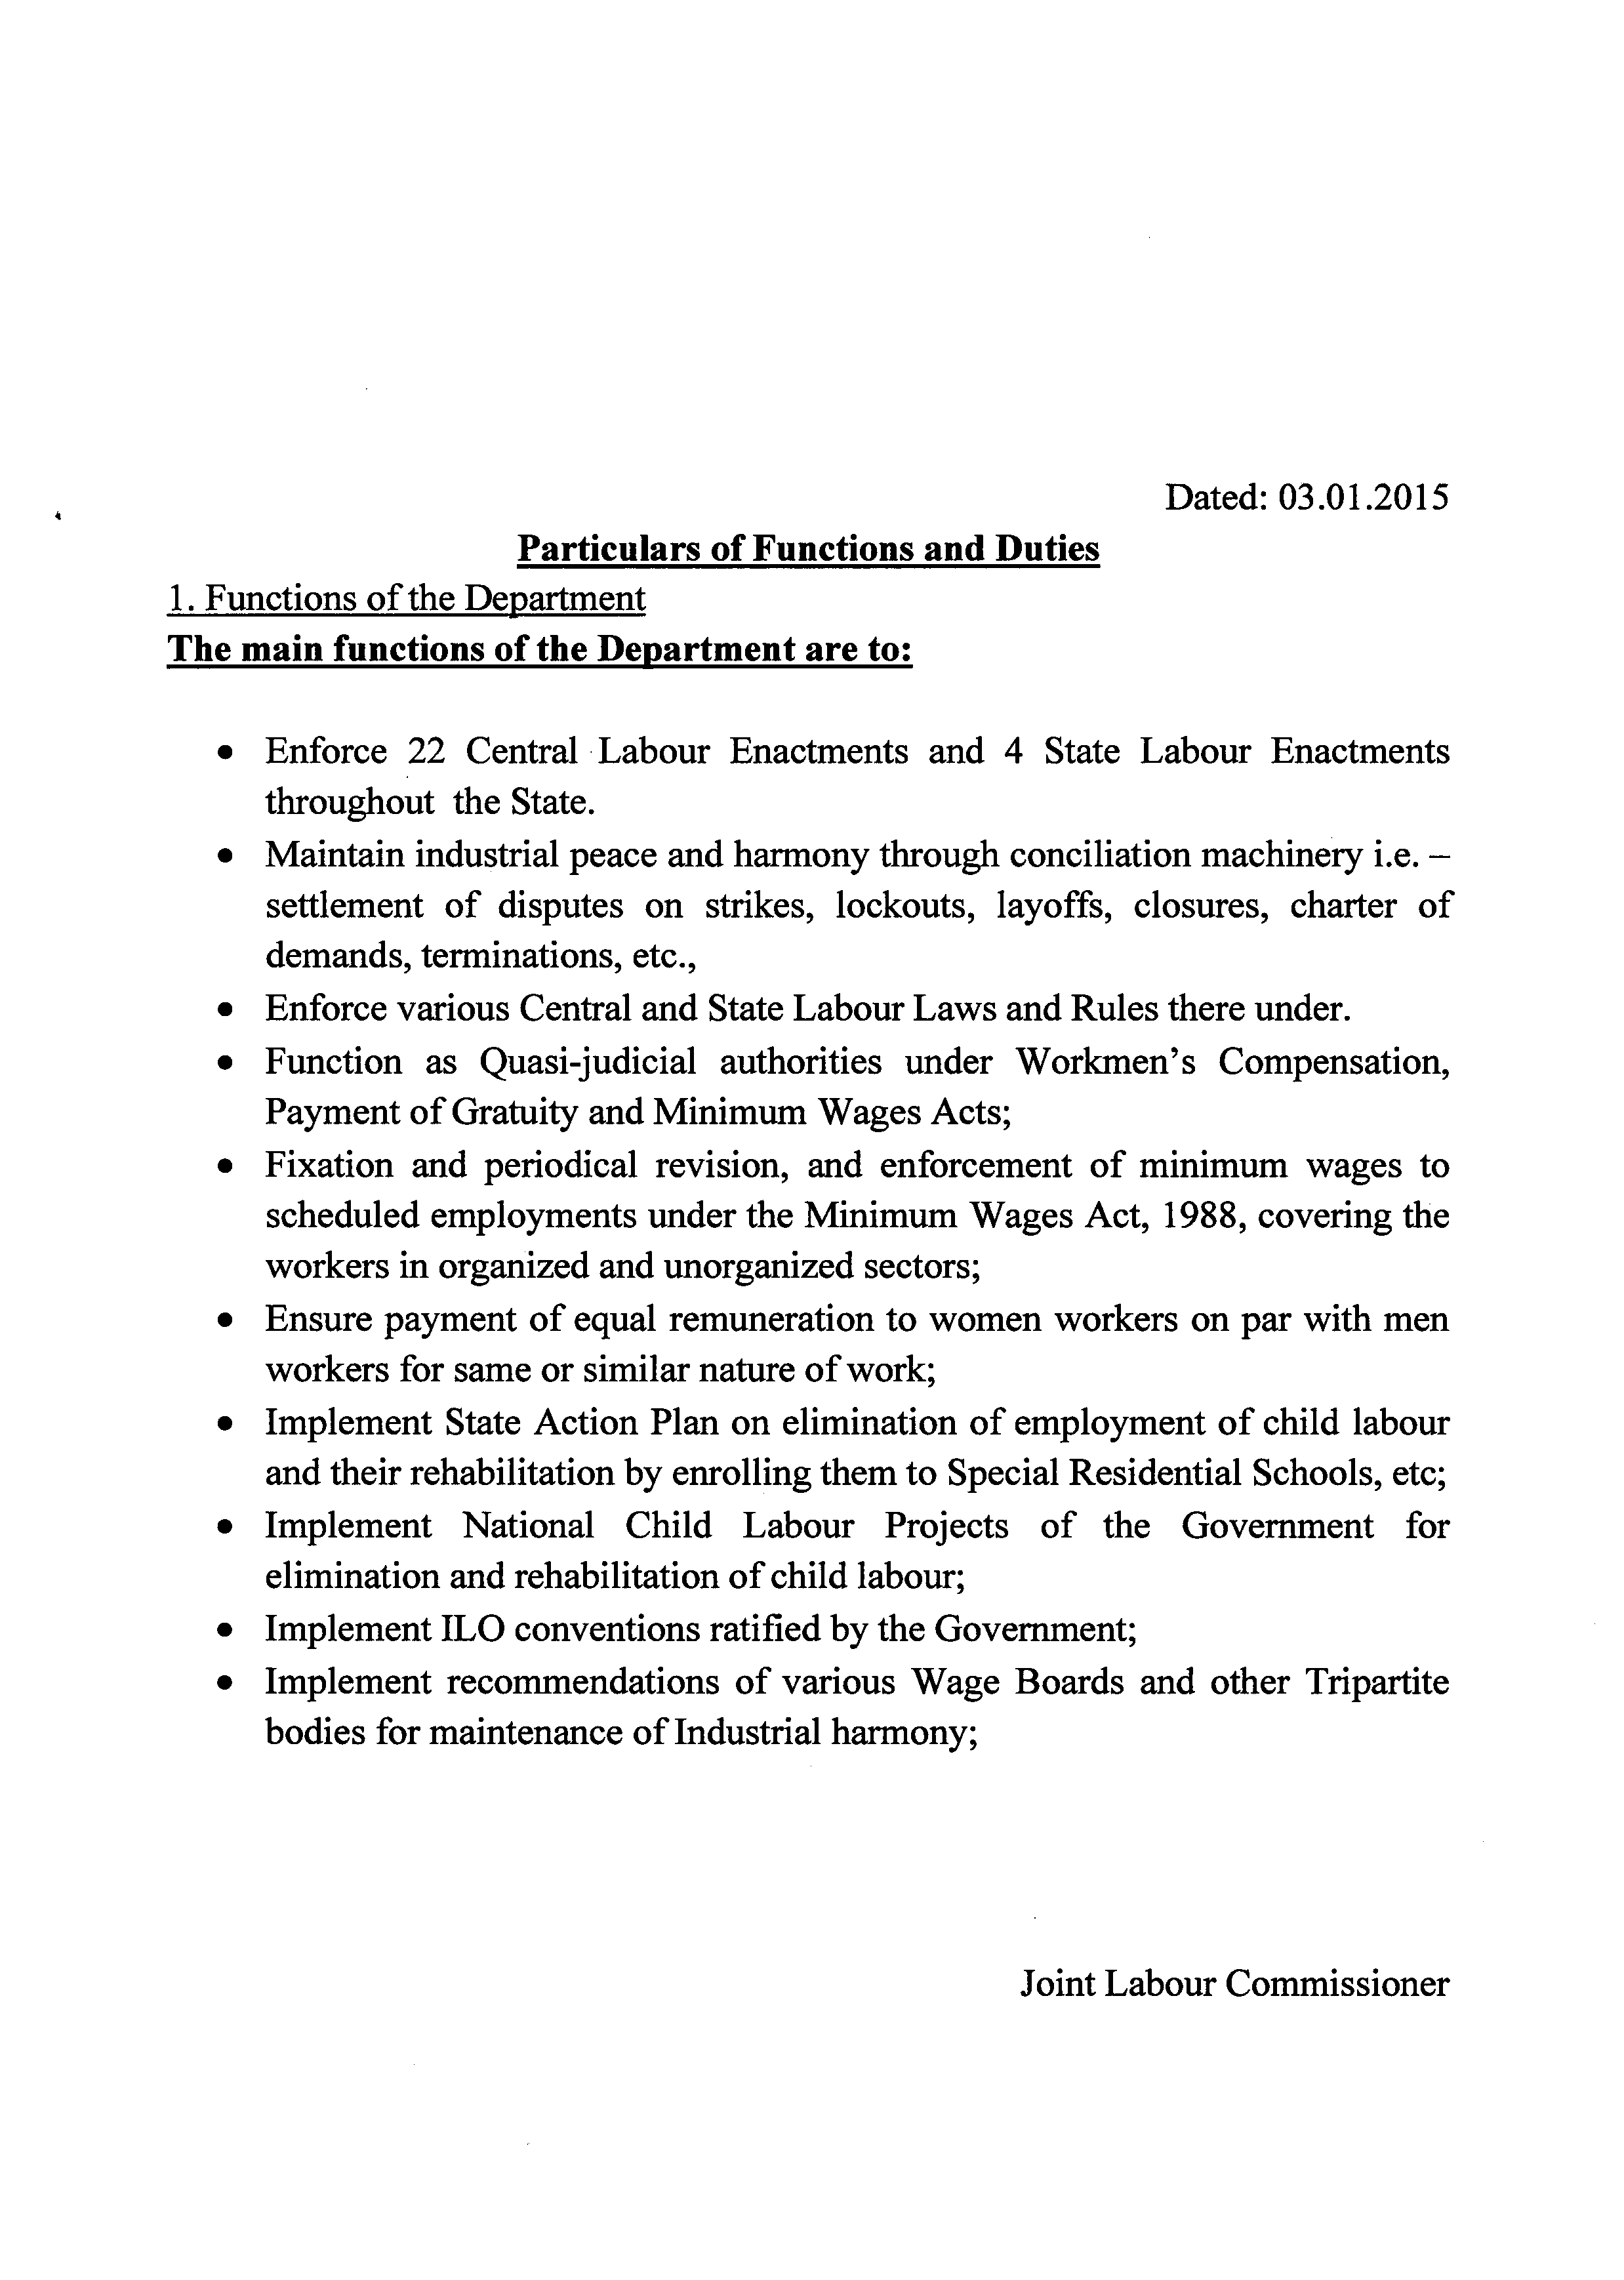 Dated: 03.01.2015
Particulars of Functions and Duties
1. Functions of the Department
The main functions of the Department are to:
• Enforce 22 Central Labour Enactments and 4 State Labour Enactments
throughout the State.
• Maintain industrial peace and harmony through conciliation machinery i.e. –
settlement of disputes on strikes, lockouts, layoffs, closures, charter of
demands, terminations, etc.,
• Enforce various Central and State Labour Laws and Rules there under.
• Function as Quasi-judicial authorities under Workmen’s Compensation,
Payment of Gratuity and Minimum Wages Acts;
• Fixation and periodical revision, and enforcement of minimum wages to
scheduled employments under the Minimum Wages Act, 1988, covering the
workers in organized and unorganized sectors;
• Ensure payment of equal remuneration to women workers on par with men
workers for same or similar nature of work;
• Implement State Action Plan on elimination of employment of child labour
and their rehabilitation by enrolling them to Special Residential Schools, etc;
• Implement National Child Labour Projects of the Government for
elimination and rehabilitation of child labour;
• Implement ILO conventions ratified by the Government;
• Implement recommendations of various Wage Boards and other Tripartite
bodies for maintenance of Industrial harmony;
Joint Labour Commissioner